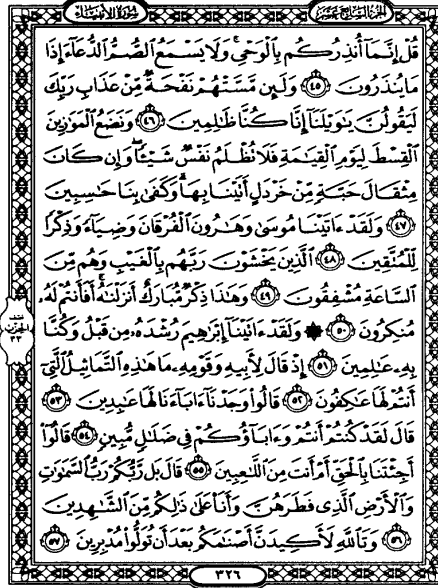 سورة الأنبياء
الجزء السابع عشر
قُلْ إِنَّمَآ أُنذِرُكُم بِٱلْوَحْىِ ۚ وَلَا يَسْمَعُ ٱلصُّمُّ ٱلدُّعَآءَ إِذَا
مَا يُنذَرُونَ ٤٥ وَلَئِن مَّسَّتْهُمْ نَفْحَةٌ مِّنْ عَذَابِ رَبِّكَ
لَيَقُولُنَّ يَٰوَيْلَنَآ إِنَّا كُنَّا ظَٰلِمِينَ ٤٦ وَنَضَعُ ٱلْمَوَٰزِينَ
ٱلْقِسْطَ لِيَوْمِ ٱلْقِيَٰمَةِ فَلَا تُظْلَمُ نَفْسٌ شَيْـًٔا ۖ وَإِن كَانَ
مِثْقَالَ حَبَّةٍ مِّنْ خَرْدَلٍ أَتَيْنَا بِهَا ۗ وَكَفَىٰ بِنَا حَٰسِبِينَ
٤٧ وَلَقَدْ ءَاتَيْنَا مُوسَىٰ وَهَٰرُونَ ٱلْفُرْقَانَ وَضِيَآءً وَذِكْرًا
لِّلْمُتَّقِينَ ٤٨ ٱلَّذِينَ يَخْشَوْنَ رَبَّهُم بِٱلْغَيْبِ وَهُم مِّنَ
ٱلسَّاعَةِ مُشْفِقُونَ ٤٩ وَهَٰذَا ذِكْرٌ مُّبَارَكٌ أَنزَلْنَٰهُ ۚ أَفَأَنتُمْ لَهُۥ
مُنكِرُونَ ٥٠ ۞ وَلَقَدْ ءَاتَيْنَآ إِبْرَٰهِيمَ رُشْدَهُۥ مِن قَبْلُ وَكُنَّا
بِهِۦ عَٰلِمِينَ ٥١ إِذْ قَالَ لِأَبِيهِ وَقَوْمِهِۦ مَا هَٰذِهِ ٱلتَّمَاثِيلُ ٱلَّتِىٓ
أَنتُمْ لَهَا عَٰكِفُونَ ٥٢ قَالُوا۟ وَجَدْنَآ ءَابَآءَنَا لَهَا عَٰبِدِينَ ٥٣
قَالَ لَقَدْ كُنتُمْ أَنتُمْ وَءَابَآؤُكُمْ فِى ضَلَٰلٍ مُّبِينٍ ٥٤ قَالُوٓا۟
أَجِئْتَنَا بِٱلْحَقِّ أَمْ أَنتَ مِنَ ٱللَّٰعِبِينَ ٥٥ قَالَ بَل رَّبُّكُمْ رَبُّ ٱلسَّمَٰوَٰتِ
وَٱلْأَرْضِ ٱلَّذِى فَطَرَهُنَّ وَأَنَا۠ عَلَىٰ ذَٰلِكُم مِّنَ ٱلشَّٰهِدِينَ
٥٦ وَتَٱللَّهِ لَأَكِيدَنَّ أَصْنَٰمَكُم بَعْدَ أَن تُوَلُّوا۟ مُدْبِرِينَ ٥٧
٣٢٦
الحزب
٣٣